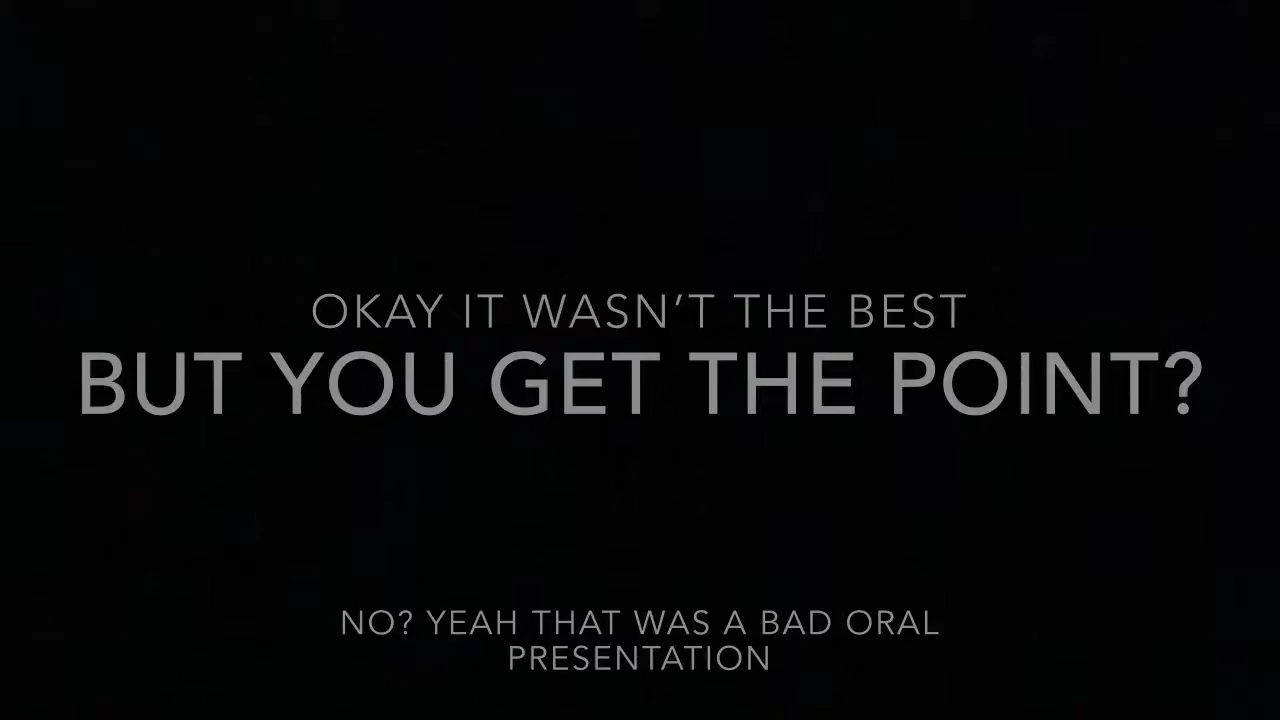 OKAY IT WASN’T THE BEST
BUT YOU GET THE POINT?
NO? YEAH THAT WAS A BAD ORAL
PRESENTATION